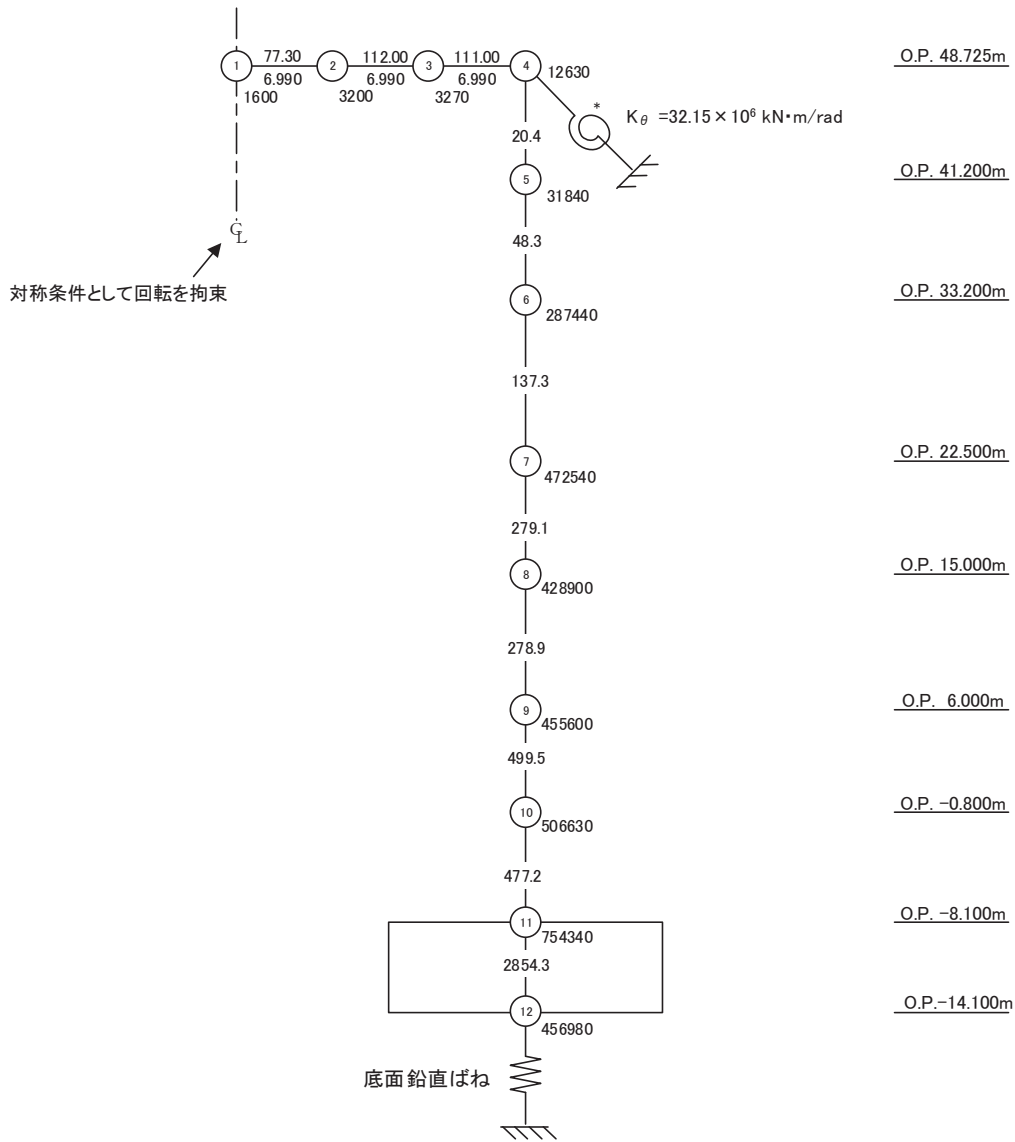 1 77.30 2 112.00 3 111.00 4 12630 O.P. 48.725m
6.990 6.990 6.990
1600 3200 3270
*
Kθ =32.15×10⁶ kN・m/rad
20.4
5 O.P. 41.200m
31840
C
L
48.3
対称条件として回転を拘束
6 O.P. 33.200m
287440
137.3
7 O.P. 22.500m
472540
279.1
8 O.P. 15.000m
428900
278.9
9 O.P. 6.000m
455600
499.5
10 O.P. -0.800m
506630
477.2
11 O.P. -8.100m
754340
2854.3
12 O.P.-14.100m
456980
底面鉛直ばね